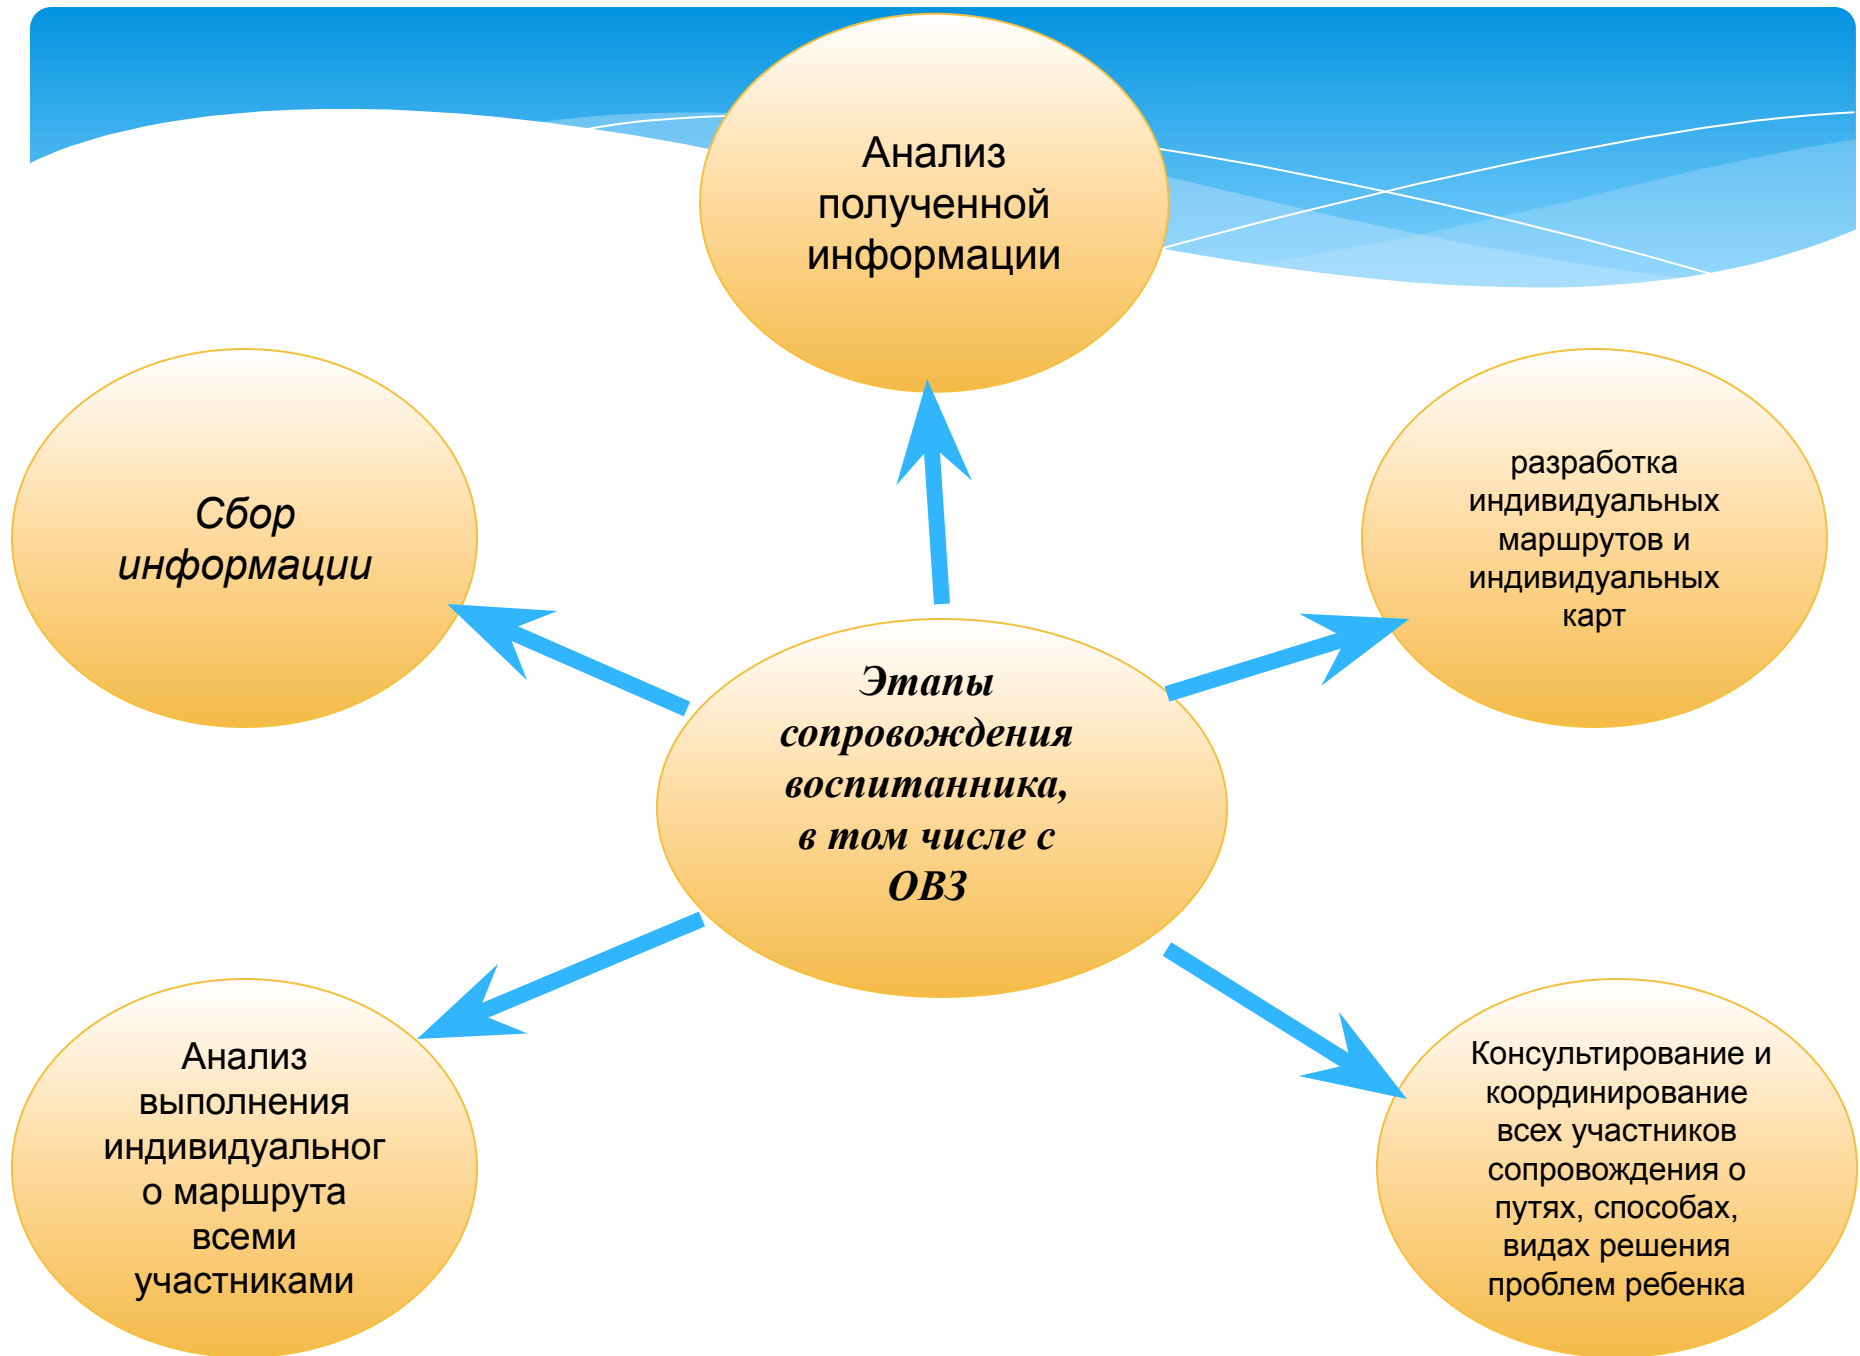 Анализ
полученной
информации
Сбор
информации
разработка
индивидуальных
маршрутов и
индивидуальных
карт
Этапы
сопровождения
воспитанника,
в том числе с
ОВЗ
Анализ
выполнения
индивидуальног
о маршрута
всеми
участниками
Консультирование и
координирование
всех участников
сопровождения о
путях, способах,
видах решения
проблем ребенка